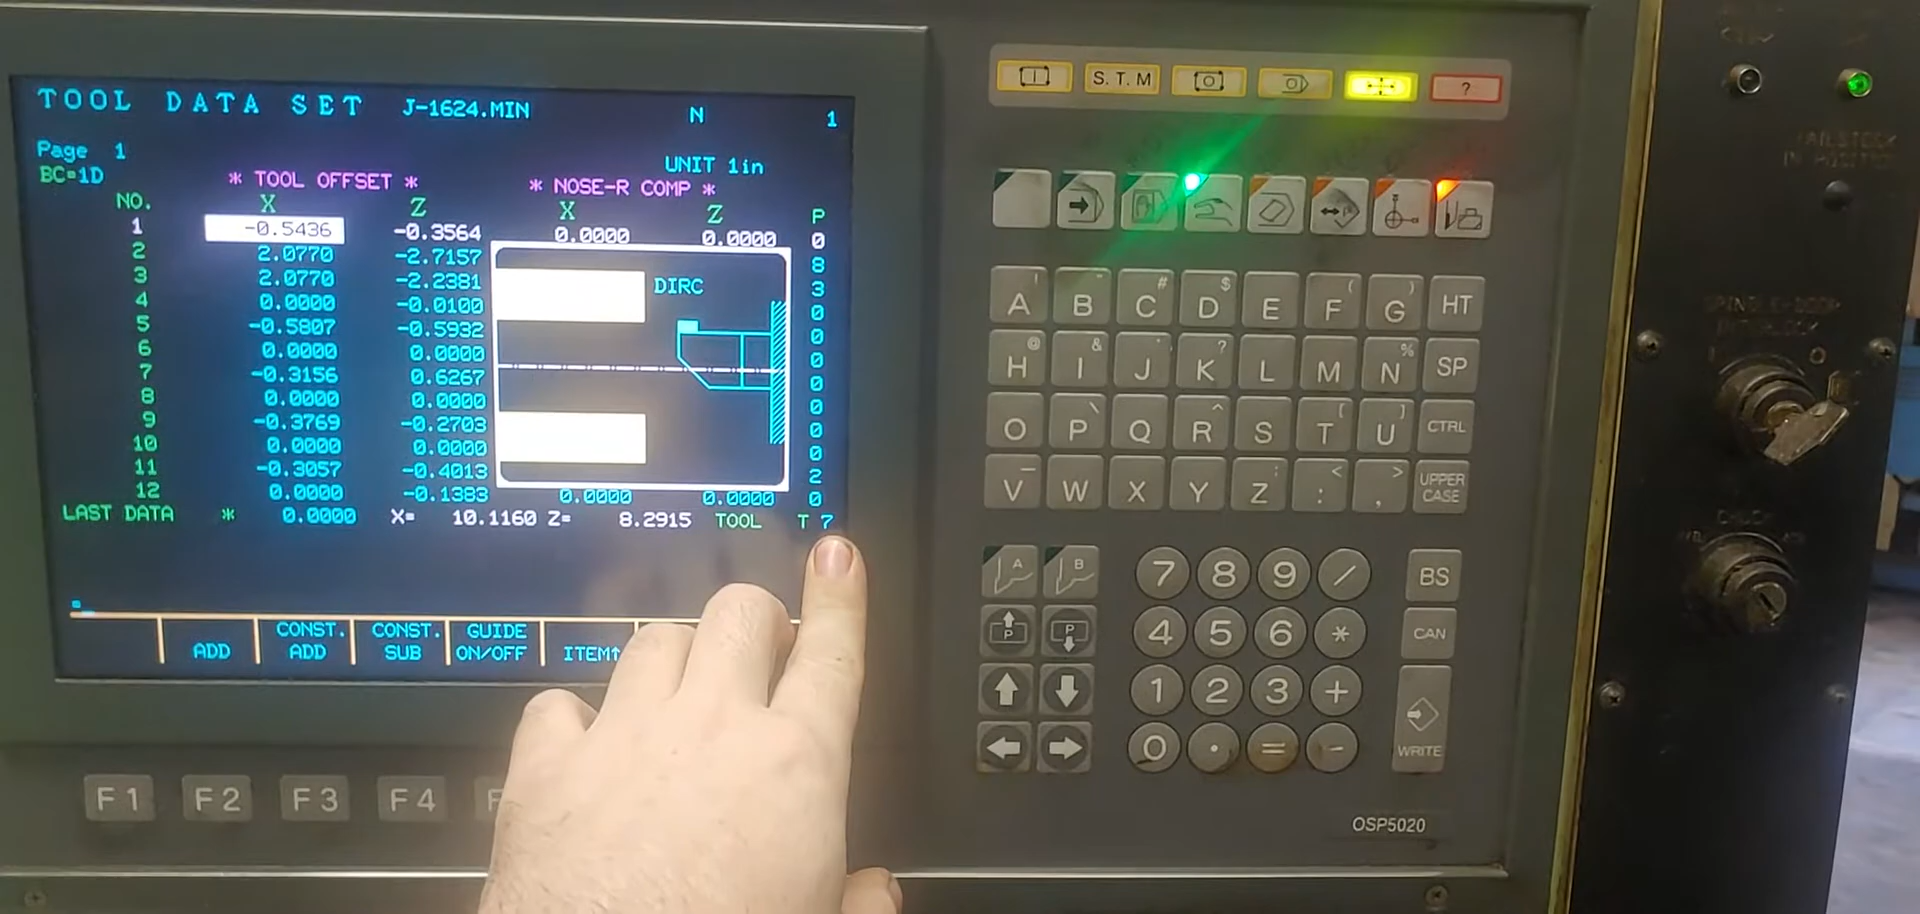 TOOL DATA SET J-1624.MIN N 1
Page 1
BC=1D
UNIT 1in
* TOOL OFFSET * * NOSE-R COMP *
NO. X Z X Z P
1 -0.5436 -0.3564 0.0000 0.0000 0
2 2.0770 -2.7157 8
3 2.0770 -2.2381 3
4 0.0000 -0.0100 0
5 -0.5807 -0.5932 0
6 0.0000 0.0000 0
7 -0.3156 0.6267 0
8 0.0000 0.0000 0
9 -0.3769 -0.2703 0
10 0.0000 0.0000 0
11 -0.3057 -0.4013 2
12 0.0000 -0.1383 0.0000 0.0000 0
DIRC
LAST DATA * 0.0000 X= 10.1160 Z= 8.2915 TOOL T 7
ADD
CONST. ADD
CONST. SUB
GUIDE ON/OFF
ITEM↑
F1 F2 F3 F4 F
S.T.M ?
A B # C $ D E ( F ) G HT
@ H & I J ? K L M % N SP
O P ^ R Q S [ T ] U CTRL
V W X Y Z : < , > UPPER CASE
A B 7 8 9 / BS
P P 4 5 6 * CAN
1 2 3 +
0 . = - WRITE
OSP5020
TAILSTOCK
IN POSITION
INTERLOCK
CHUCK